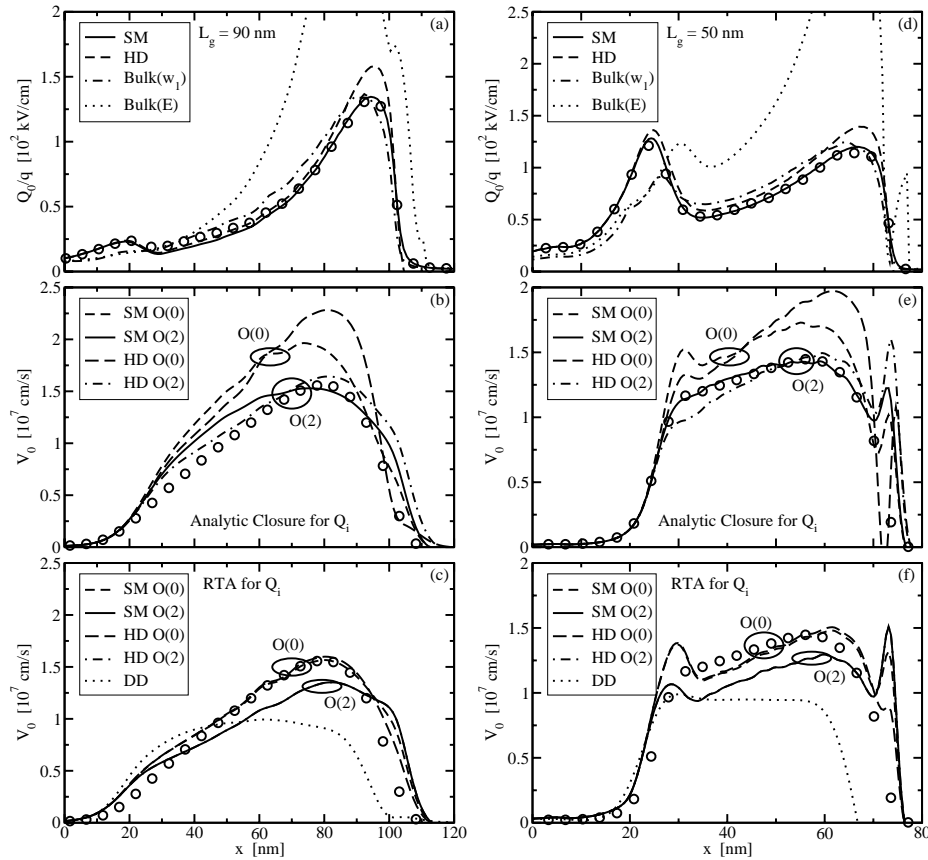 (a)
L_g = 90 nm
SM
HD
Bulk(w_1)
Bulk(E)
Q_0/q [10^2 kV/cm]
2
1.5
1
0.5
0
(d)
L_g = 50 nm
SM
HD
Bulk(w_1)
Bulk(E)
Q_0/q [10^2 kV/cm]
2.5
2
1.5
1
0.5
0
(b)
SM O(0)
SM O(2)
HD O(0)
HD O(2)
O(0)
O(2)
Analytic Closure for Q_i
V_0 [10^7 cm/s]
2.5
2
1.5
1
0.5
0
(e)
SM O(0)
SM O(2)
HD O(0)
HD O(2)
O(0)
O(2)
Analytic Closure for Q_i
V_0 [10^7 cm/s]
2
1.5
1
0.5
0
(c)
RTA for Q_i
SM O(0)
SM O(2)
HD O(0)
HD O(2)
DD
O(0)
O(2)
V_0 [10^7 cm/s]
2.5
2
1.5
1
0.5
0
0 20 40 60 80 100 120
x [nm]
(f)
RTA for Q_i
SM O(0)
SM O(2)
HD O(0)
HD O(2)
DD
O(0)
O(2)
V_0 [10^7 cm/s]
2
1.5
1
0.5
0
0 20 40 60 80
x [nm]